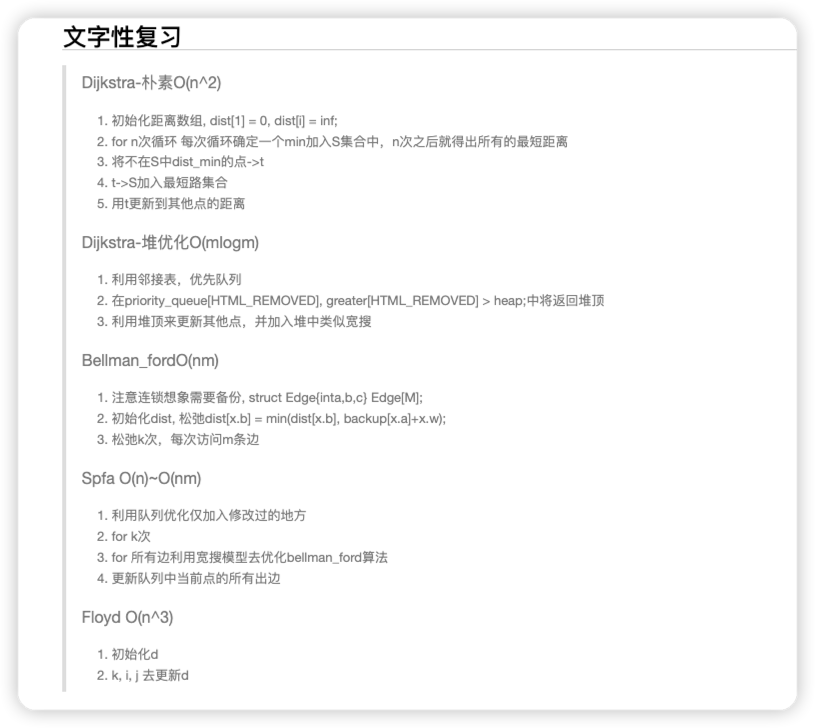 文字性复习
Dijkstra-朴素O(n^2)
1. 初始化距离数组, dist[1] = 0, dist[i] = inf;
2. for n次循环 每次循环确定一个min加入S集合中，n次之后就得出所有的最短距离
3. 将不在S中dist_min的点->t
4. t->S加入最短路集合
5. 用t更新到其他点的距离
Dijkstra-堆优化O(mlogm)
1. 利用邻接表，优先队列
2. 在priority_queue[HTML_REMOVED], greater[HTML_REMOVED] > heap;中将返回堆顶
3. 利用堆顶来更新其他点，并加入堆中类似宽搜
Bellman_fordO(nm)
1. 注意连锁想象需要备份, struct Edge{inta,b,c} Edge[M];
2. 初始化dist, 松弛dist[x.b] = min(dist[x.b], backup[x.a]+x.w);
3. 松弛k次，每次访问m条边
Spfa O(n)~O(nm)
1. 利用队列优化仅加入修改过的地方
2. for k次
3. for 所有边利用宽搜模型去优化bellman_ford算法
4. 更新队列中当前点的所有出边
Floyd O(n^3)
1. 初始化d
2. k, i, j 去更新d